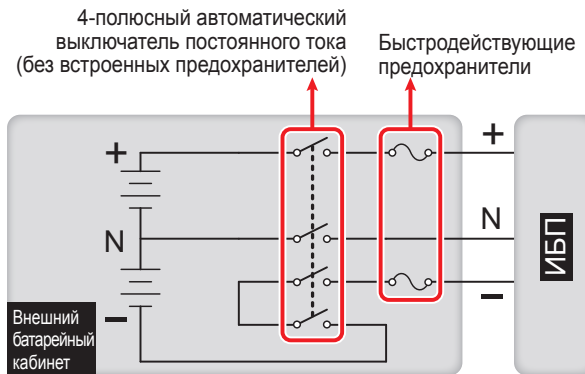 4-полюсный автоматический
выключатель постоянного тока
(без встроенных предохранителей)
Быстродействующие
предохранители
+
N
–
+
N
–
ИБП
Внешний
батарейный
кабинет